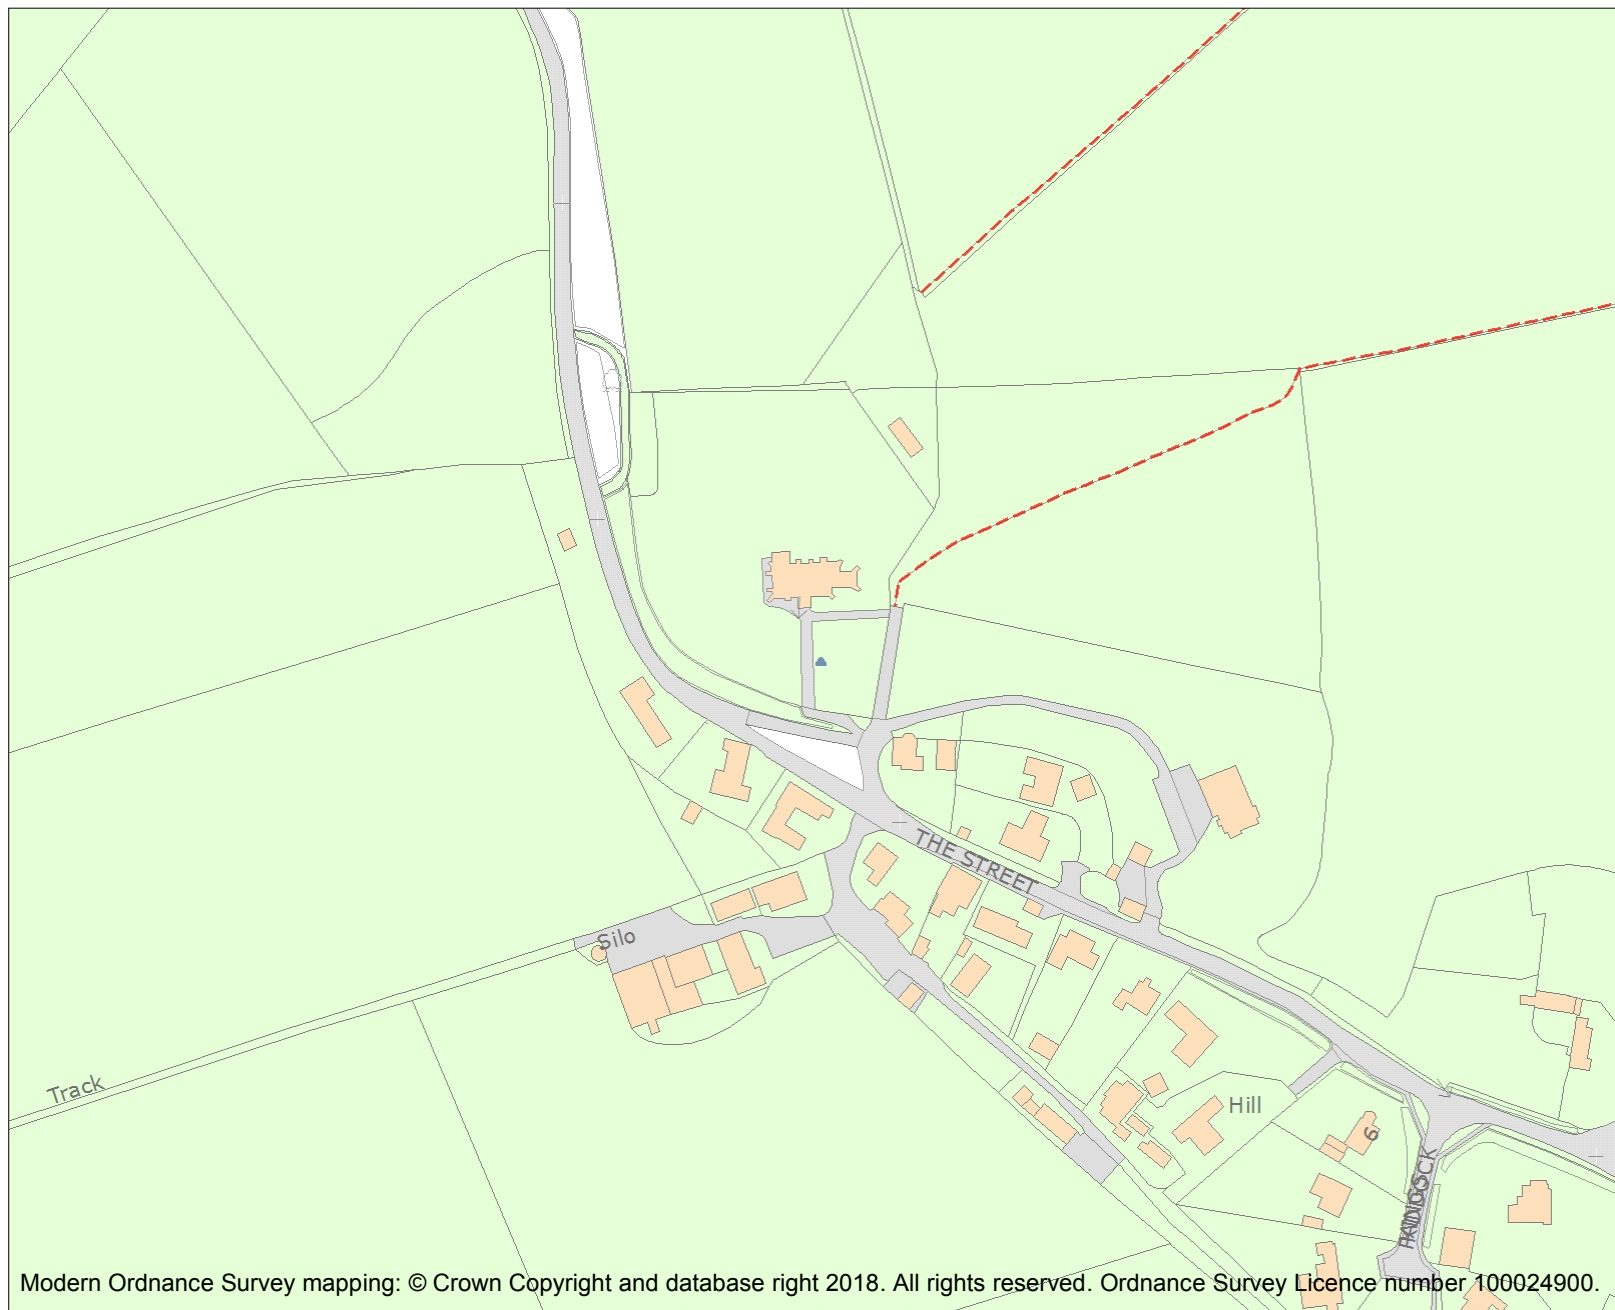 THE STREET
Silo
Track
Hill
6
Modern Ordnance Survey mapping: © Crown Copyright and database right 2018. All rights reserved. Ordnance Survey Licence number 100024900.